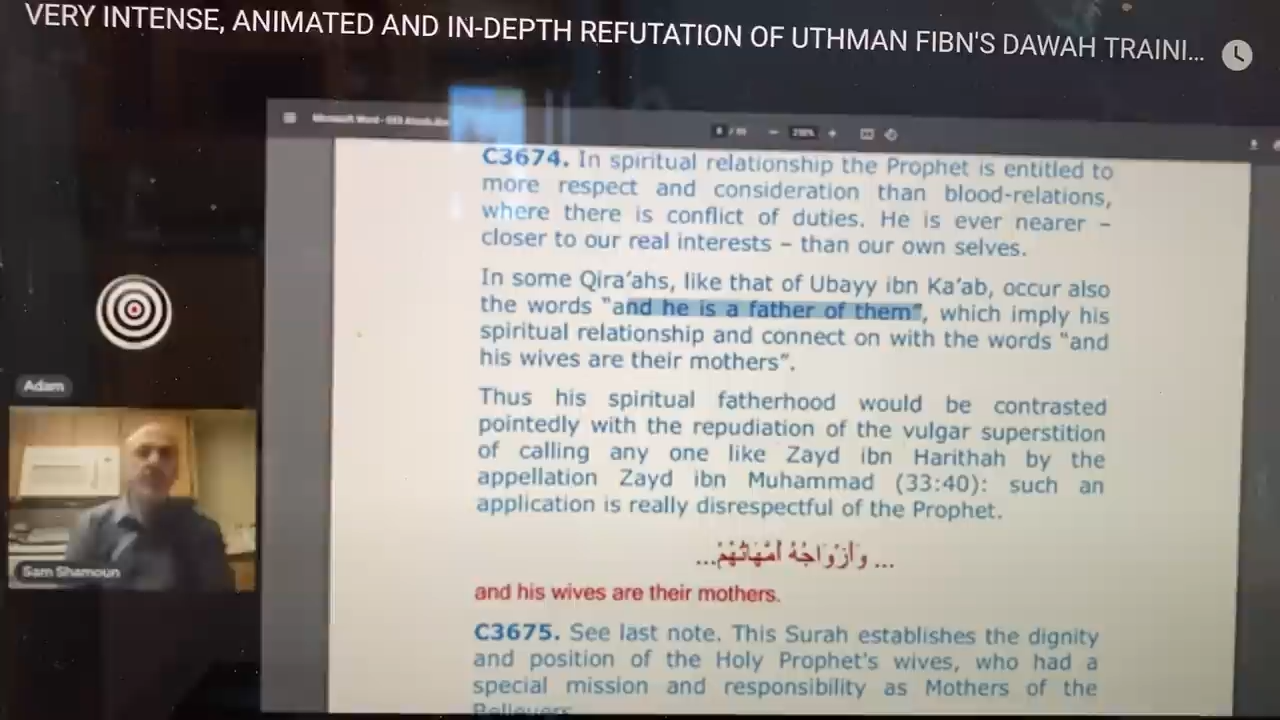 VERY INTENSE, ANIMATED AND IN-DEPTH REFUTATION OF UTHMAN FIBN'S DAWAH TRAINI...
C3674. In spiritual relationship the Prophet is entitled to
more respect and consideration than blood-relations,
where there is conflict of duties. He is ever nearer –
closer to our real interests – than our own selves.
In some Qira'ahs, like that of Ubayy ibn Ka'ab, occur also
the words "and he is a father of them", which imply his
spiritual relationship and connect on with the words "and
his wives are their mothers".
Adam
Thus his spiritual fatherhood would be contrasted
pointedly with the repudiation of the vulgar superstition
of calling any one like Zayd ibn Harithah by the
appellation Zayd ibn Muhammad (33:40): such an
application is really disrespectful of the Prophet.
... وَأَزْوَاجُهُ أُمَّهَاتُهُمْ...
Sam Shamoun
and his wives are their mothers.
C3675. See last note. This Surah establishes the dignity
and position of the Holy Prophet's wives, who had a
special mission and responsibility as Mothers of the
Believers